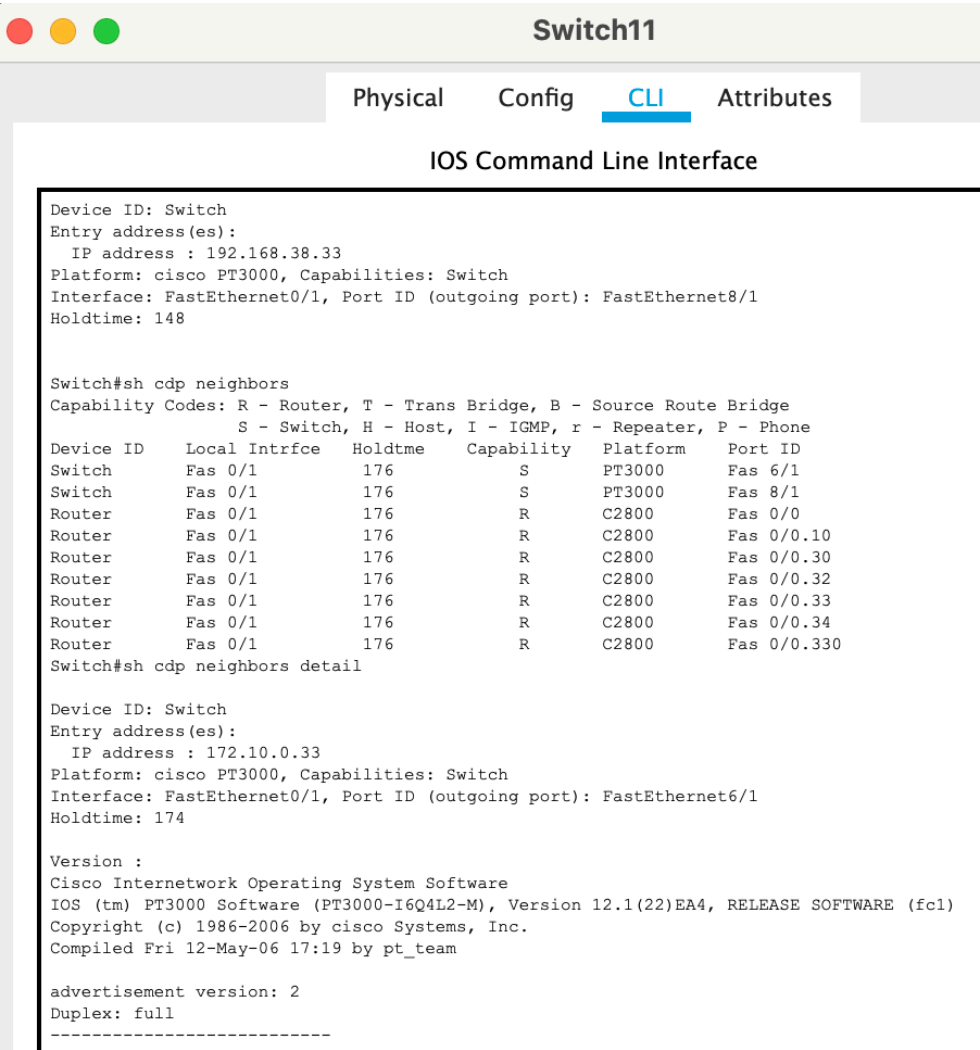 Switch11
Physical Config CLI Attributes
IOS Command Line Interface
Device ID: Switch
Entry address(es):
  IP address : 192.168.38.33
Platform: cisco PT3000, Capabilities: Switch
Interface: FastEthernet0/1, Port ID (outgoing port): FastEthernet8/1
Holdtime: 148
Switch#sh cdp neighbors
Capability Codes: R - Router, T - Trans Bridge, B - Source Route Bridge
                  S - Switch, H - Host, I - IGMP, r - Repeater, P - Phone
Device ID    Local Intrfce   Holdtme    Capability   Platform    Port ID
Switch       Fas 0/1          176            S       PT3000      Fas 6/1
Switch       Fas 0/1          176            S       PT3000      Fas 8/1
Router       Fas 0/1          176            R       C2800       Fas 0/0
Router       Fas 0/1          176            R       C2800       Fas 0/0.10
Router       Fas 0/1          176            R       C2800       Fas 0/0.30
Router       Fas 0/1          176            R       C2800       Fas 0/0.32
Router       Fas 0/1          176            R       C2800       Fas 0/0.33
Router       Fas 0/1          176            R       C2800       Fas 0/0.34
Router       Fas 0/1          176            R       C2800       Fas 0/0.330
Switch#sh cdp neighbors detail
Device ID: Switch
Entry address(es):
  IP address : 172.10.0.33
Platform: cisco PT3000, Capabilities: Switch
Interface: FastEthernet0/1, Port ID (outgoing port): FastEthernet6/1
Holdtime: 174
Version :
Cisco Internetwork Operating System Software
IOS (tm) PT3000 Software (PT3000-I6Q4L2-M), Version 12.1(22)EA4, RELEASE SOFTWARE (fc1)
Copyright (c) 1986-2006 by cisco Systems, Inc.
Compiled Fri 12-May-06 17:19 by pt_team
advertisement version: 2
Duplex: full
---------------------------